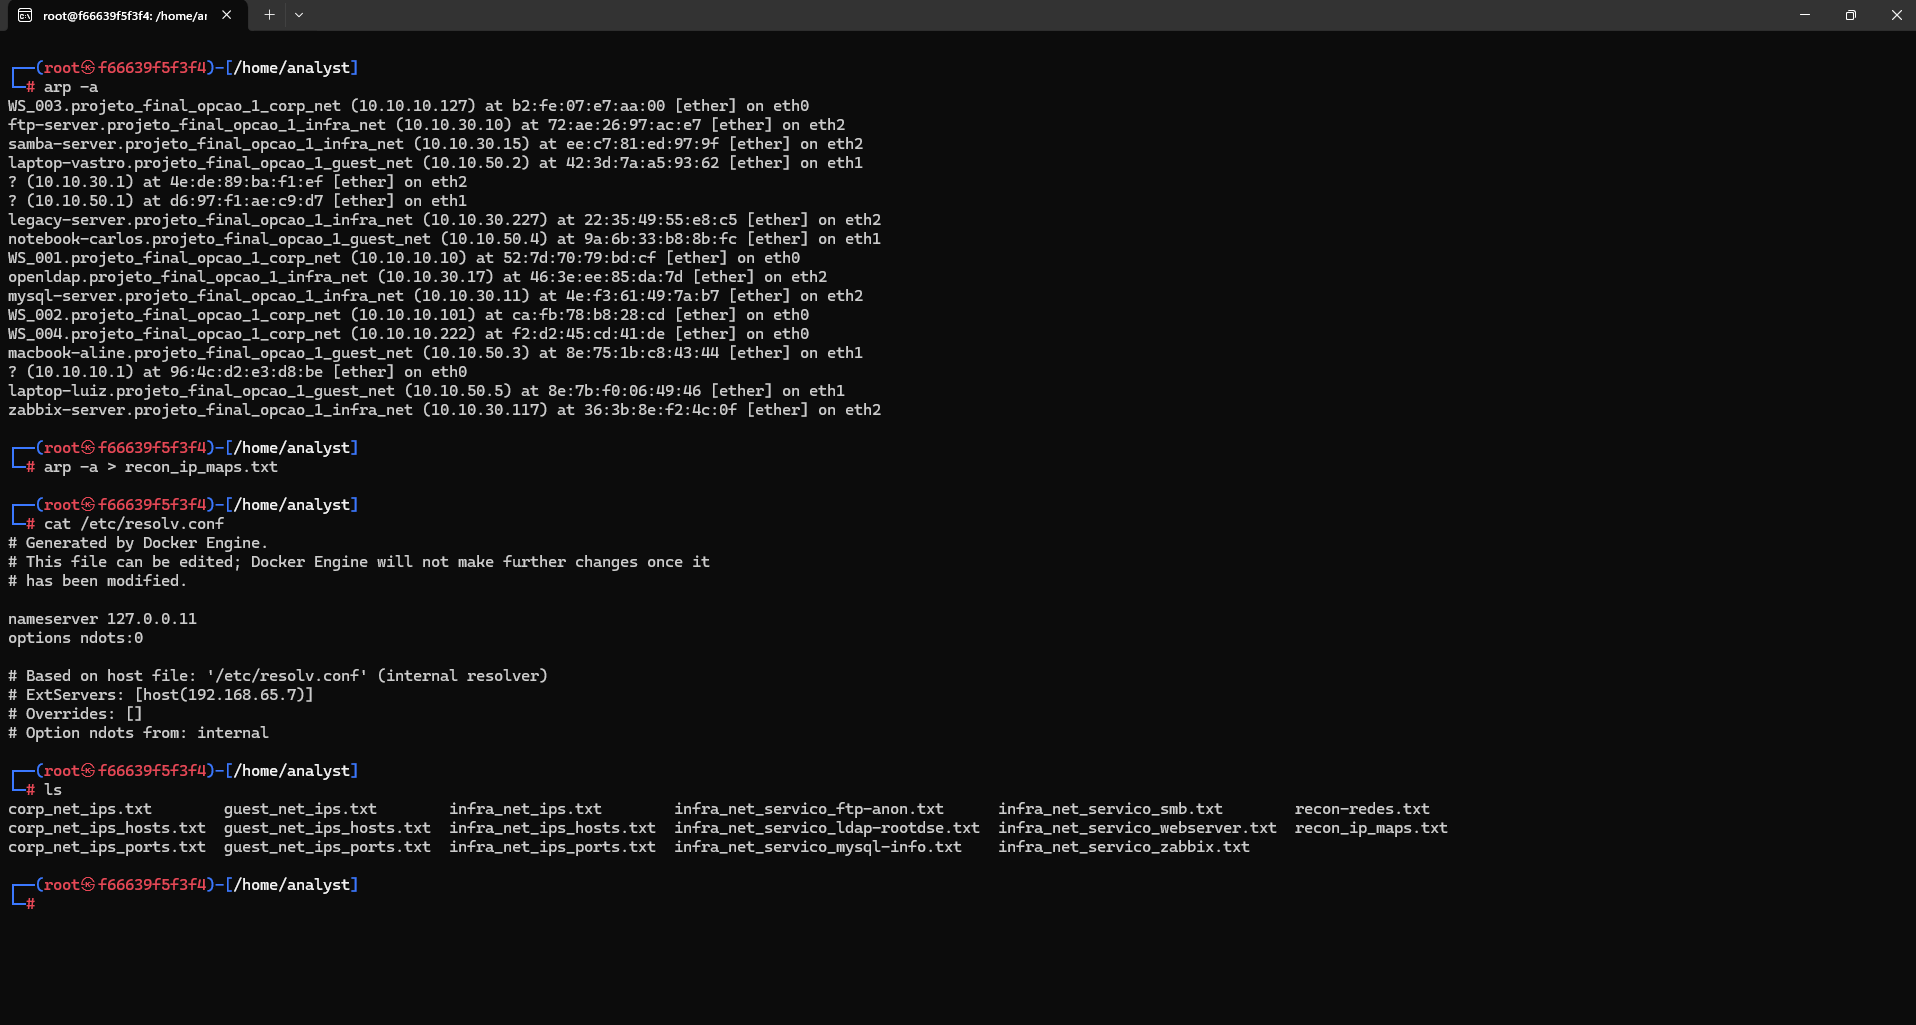 root@f66639f5f3f4: /home/ar
┌──(root㉿f66639f5f3f4)-[/home/analyst]
└─# arp -a
WS_003.projeto_final_opcao_1_corp_net (10.10.10.127) at b2:fe:07:e7:aa:00 [ether] on eth0
ftp-server.projeto_final_opcao_1_infra_net (10.10.30.10) at 72:ae:26:97:ac:e7 [ether] on eth2
samba-server.projeto_final_opcao_1_infra_net (10.10.30.15) at ee:c7:81:ed:97:9f [ether] on eth2
laptop-vastro.projeto_final_opcao_1_guest_net (10.10.50.2) at 42:3d:7a:a5:93:62 [ether] on eth1
? (10.10.30.1) at 4e:de:89:ba:f1:ef [ether] on eth2
? (10.10.50.1) at d6:97:f1:ae:c9:d7 [ether] on eth1
legacy-server.projeto_final_opcao_1_infra_net (10.10.30.227) at 22:35:49:55:e8:c5 [ether] on eth2
notebook-carlos.projeto_final_opcao_1_guest_net (10.10.50.4) at 9a:6b:33:b8:8b:fc [ether] on eth1
WS_001.projeto_final_opcao_1_corp_net (10.10.10.10) at 52:7d:70:79:bd:cf [ether] on eth0
openldap.projeto_final_opcao_1_infra_net (10.10.30.17) at 46:3e:ee:85:da:7d [ether] on eth2
mysql-server.projeto_final_opcao_1_infra_net (10.10.30.11) at 4e:f3:61:49:7a:b7 [ether] on eth2
WS_002.projeto_final_opcao_1_corp_net (10.10.10.101) at ca:fb:78:b8:28:cd [ether] on eth0
WS_004.projeto_final_opcao_1_corp_net (10.10.10.222) at f2:d2:45:cd:41:de [ether] on eth0
macbook-aline.projeto_final_opcao_1_guest_net (10.10.50.3) at 8e:75:1b:c8:43:44 [ether] on eth1
? (10.10.10.1) at 96:4c:d2:e3:d8:be [ether] on eth0
laptop-luiz.projeto_final_opcao_1_guest_net (10.10.50.5) at 8e:7b:f0:06:49:46 [ether] on eth1
zabbix-server.projeto_final_opcao_1_infra_net (10.10.30.117) at 36:3b:8e:f2:4c:0f [ether] on eth2
┌──(root㉿f66639f5f3f4)-[/home/analyst]
└─# arp -a > recon_ip_maps.txt
┌──(root㉿f66639f5f3f4)-[/home/analyst]
└─# cat /etc/resolv.conf
# Generated by Docker Engine.
# This file can be edited; Docker Engine will not make further changes once it
# has been modified.
nameserver 127.0.0.11
options ndots:0
# Based on host file: '/etc/resolv.conf' (internal resolver)
# ExtServers: [host(192.168.65.7)]
# Overrides: []
# Option ndots from: internal
┌──(root㉿f66639f5f3f4)-[/home/analyst]
└─# ls
corp_net_ips.txt guest_net_ips.txt infra_net_ips.txt infra_net_servico_ftp-anon.txt infra_net_servico_smb.txt recon-redes.txt
corp_net_ips_hosts.txt guest_net_ips_hosts.txt infra_net_ips_hosts.txt infra_net_servico_ldap-rootdse.txt infra_net_servico_webserver.txt recon_ip_maps.txt
corp_net_ips_ports.txt guest_net_ips_ports.txt infra_net_ips_ports.txt infra_net_servico_mysql-info.txt infra_net_servico_zabbix.txt
┌──(root㉿f66639f5f3f4)-[/home/analyst]
└─#